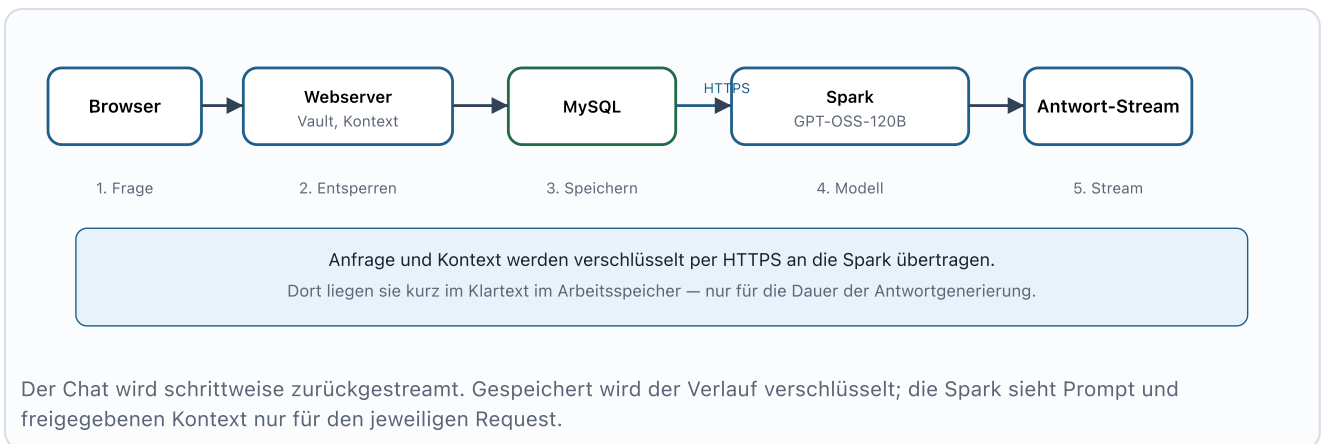 HTTPS
Browser
Webserver
Vault, Kontext
MySQL
Spark
GPT-OSS-120B
Antwort-Stream
1. Frage
2. Entsperren
3. Speichern
4. Modell
5. Stream
Anfrage und Kontext werden verschlüsselt per HTTPS an die Spark übertragen.
Dort liegen sie kurz im Klartext im Arbeitsspeicher — nur für die Dauer der Antwortgenerierung.
Der Chat wird schrittweise zurückgestreamt. Gespeichert wird der Verlauf verschlüsselt; die Spark sieht Prompt und
freigegebenen Kontext nur für den jeweiligen Request.